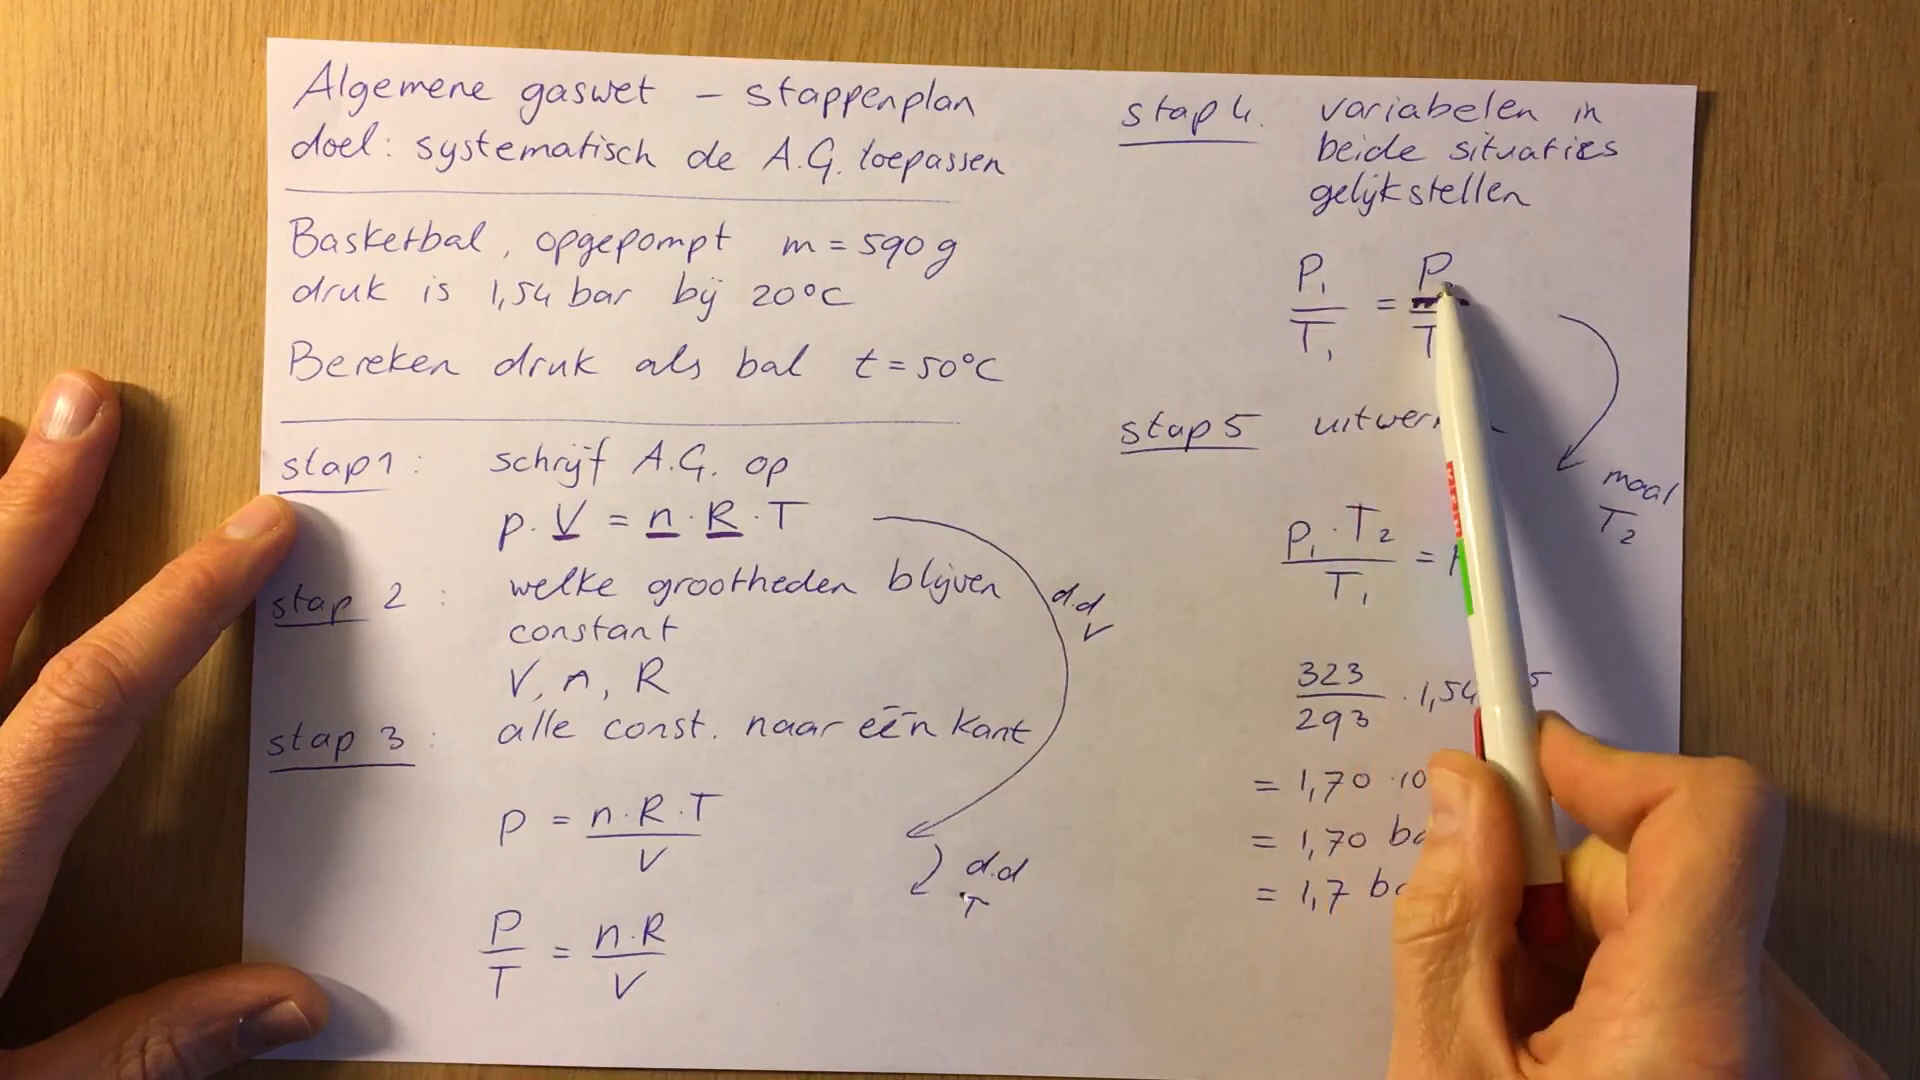 Algemene gaswet – stappenplan
doel: systematisch de A.G. toepassen
Basketbal, opgepompt m = 590 g
druk is 1,54 bar bij 20°C
Bereken druk als bal t = 50°C
stap 1 : schrijf A.G. op
p · V = n · R · T
stap 2 : welke grootheden blijven
constant
V, n, R
stap 3 : alle const. naar één kant
d.d
V
P = n · R · T
V
d.d
T
P = n · R
T V
stap 4. variabelen in
beide situaties
gelijkstellen
P₁ = P
T₁ T
stap 5
maal
T₂
P₁ · T₂ =
T₁
323 · 1,54
293
= 1,70 · 10
= 1,70
= 1,7